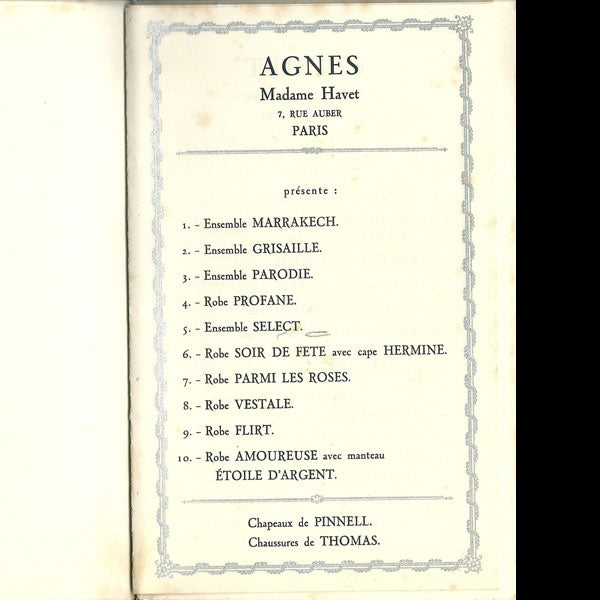 AGNES
Madame Havet
7, RUE AUBER
PARIS
présente :
1. - Ensemble MARRAKECH.
2. - Ensemble GRISAILLE.
3. - Ensemble PARODIE.
4. - Robe PROFANE.
5. - Ensemble SELECT.
6. - Robe SOIR DE FETE avec cape HERMINE.
7. - Robe PARMI LES ROSES.
8. - Robe VESTALE.
9. - Robe FLIRT.
10. - Robe AMOUREUSE avec manteau
ÉTOILE D'ARGENT.
Chapeaux de PINNELL.
Chaussures de THOMAS.